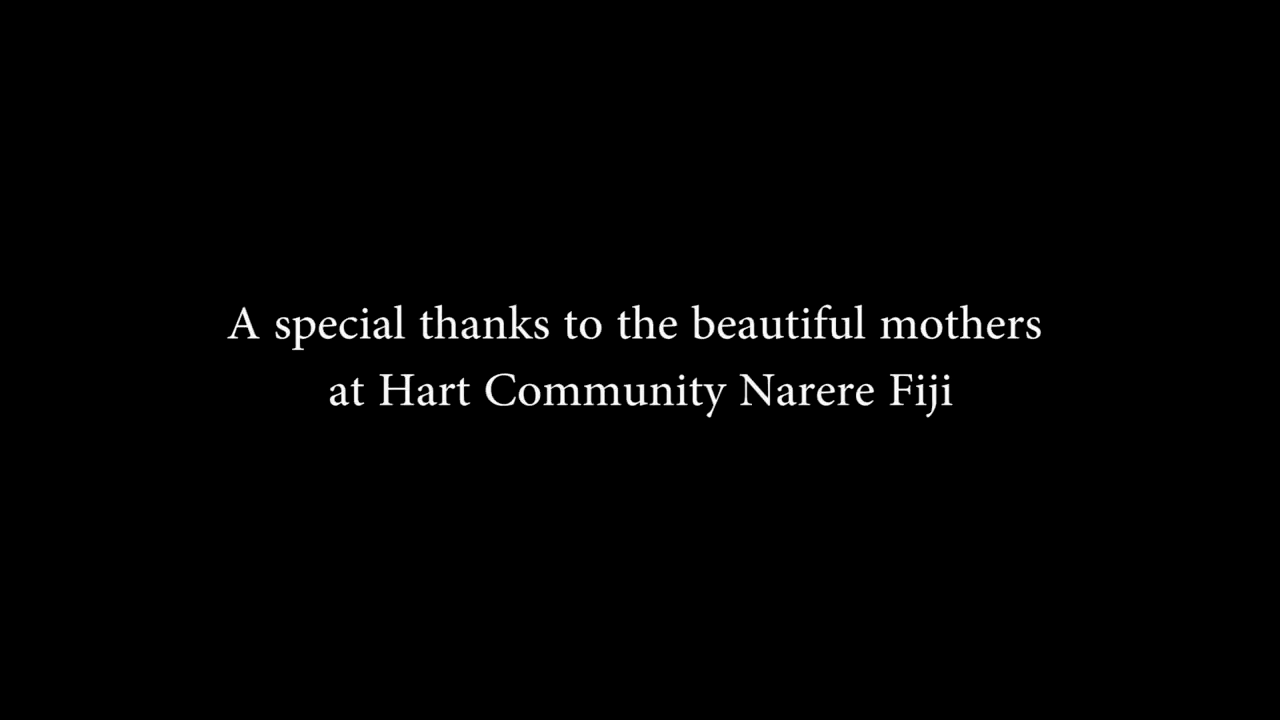 A special thanks to the beautiful mothers
at Hart Community Narere Fiji